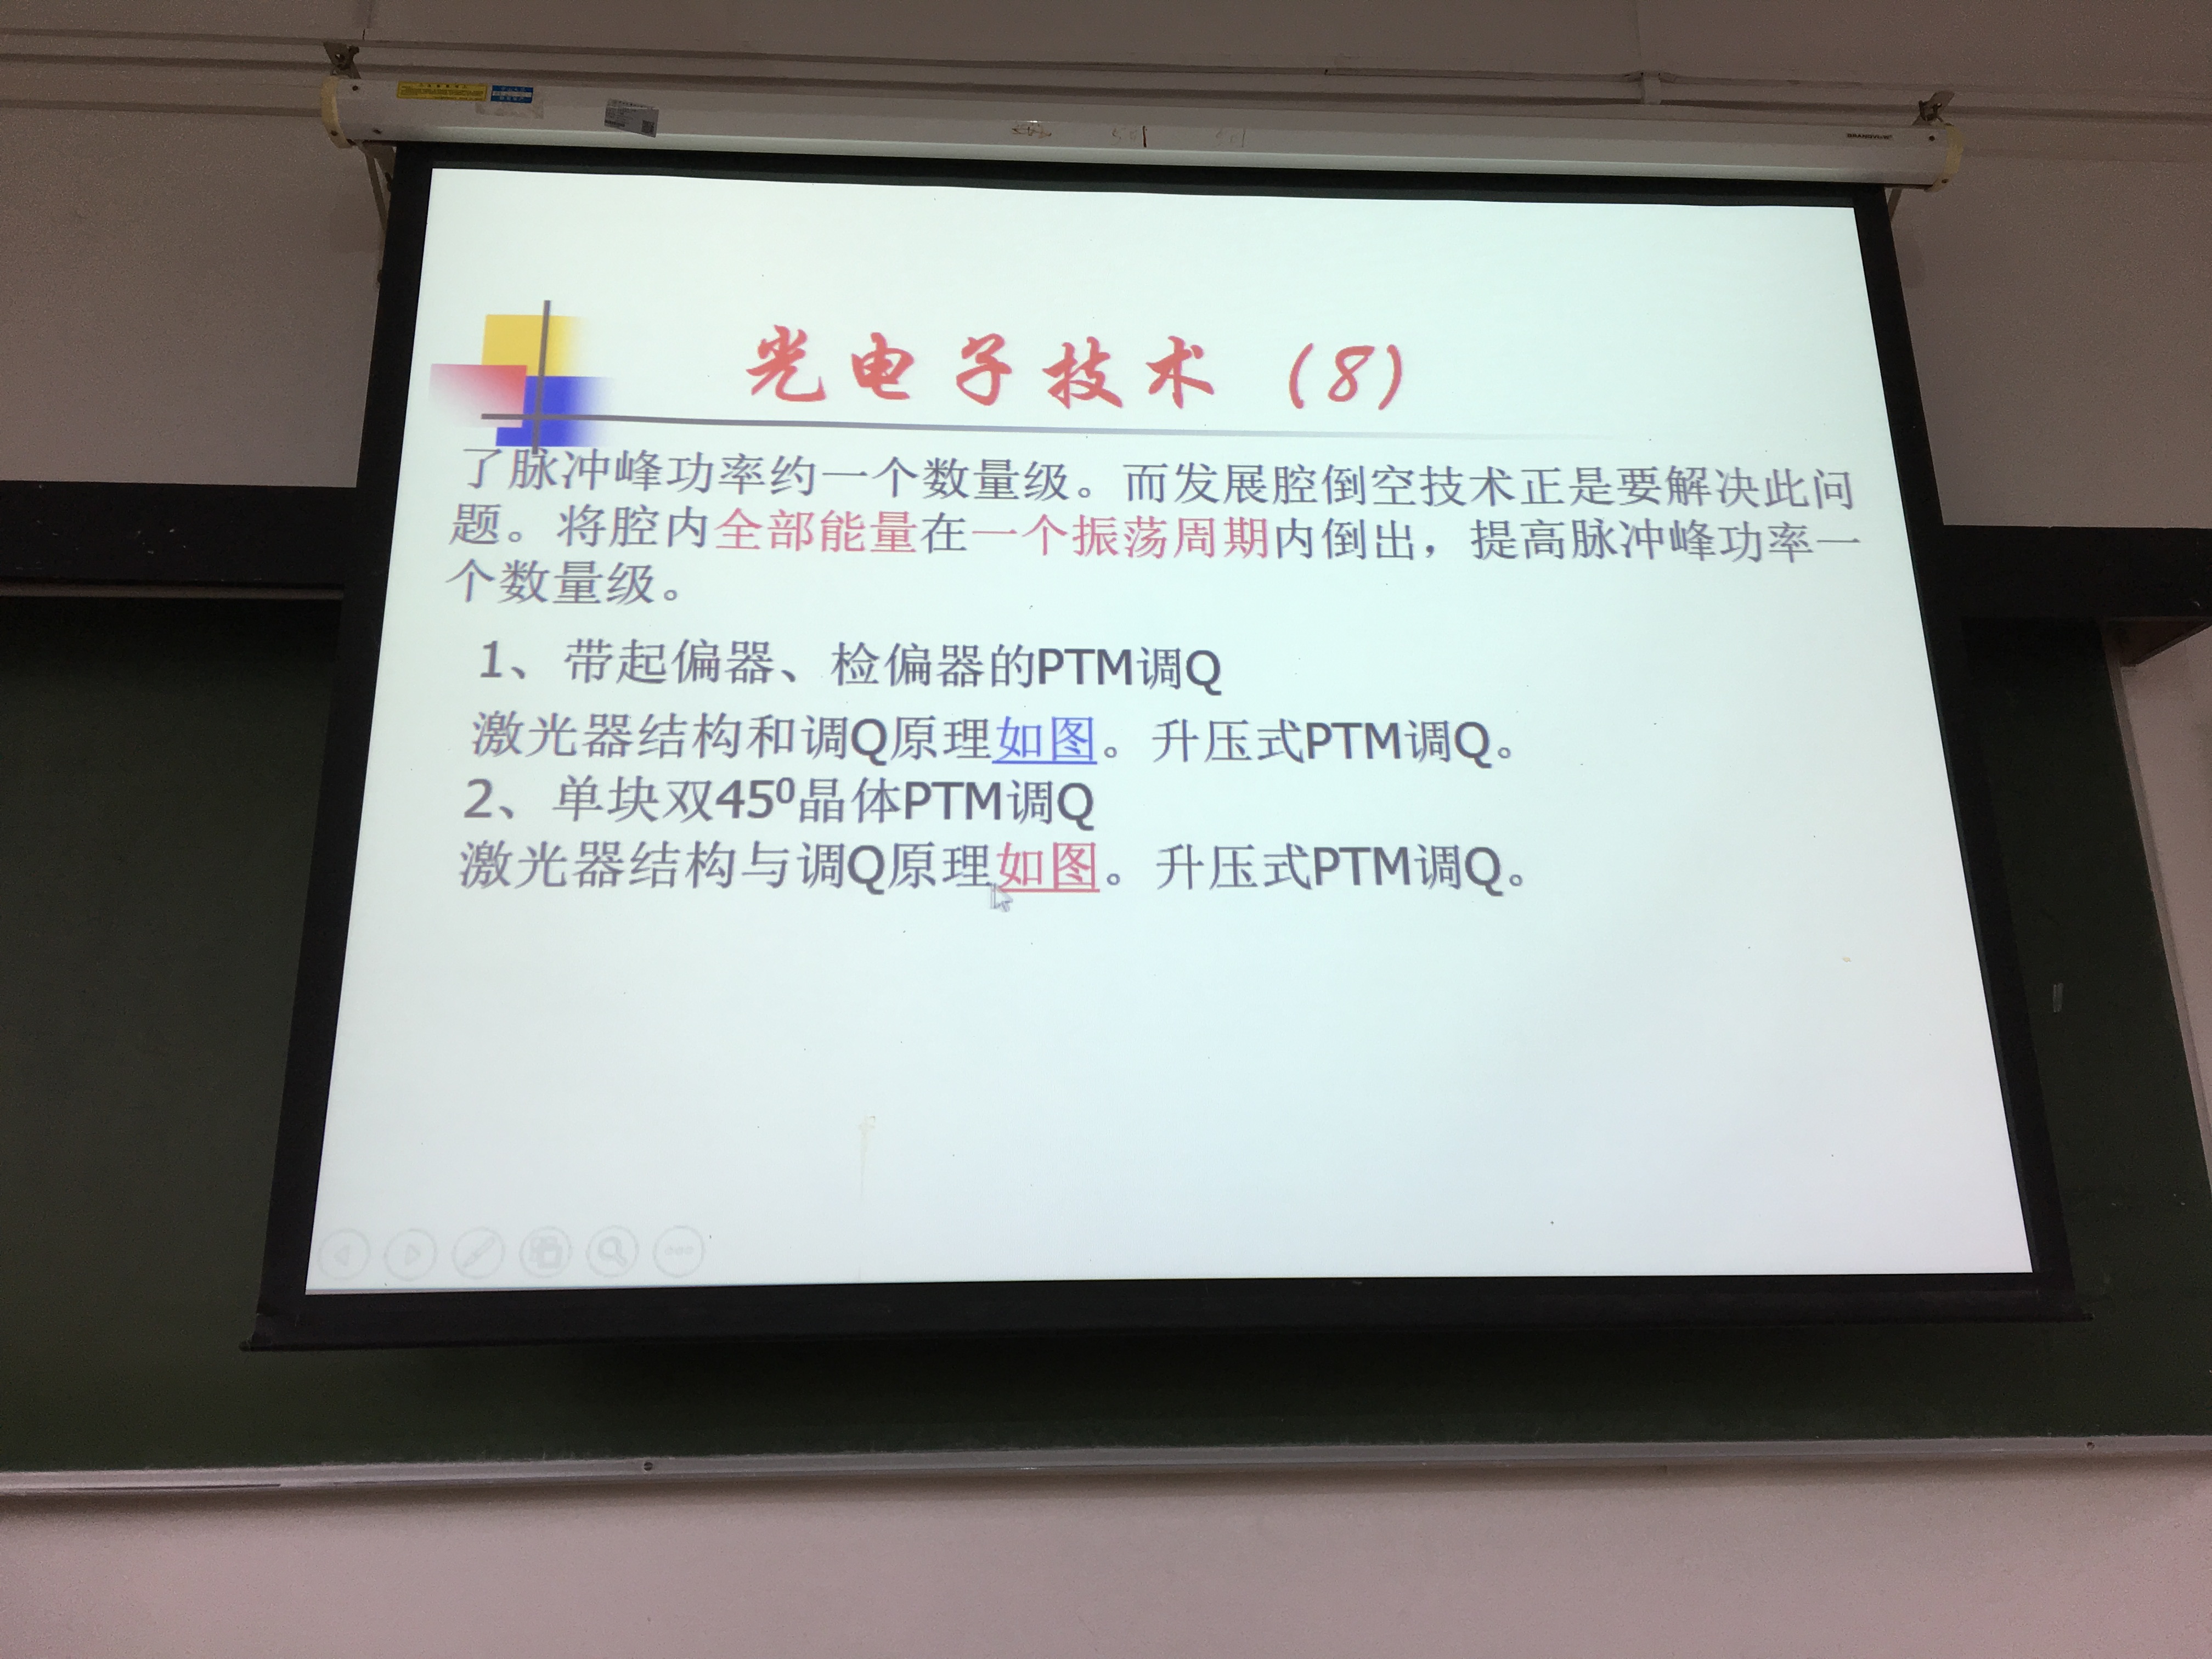 光电子技术（8）
了脉冲峰功率约一个数量级。而发展腔倒空技术正是要解决此问
题。将腔内全部能量在一个振荡周期内倒出，提高脉冲峰功率一
个数量级。
1、带起偏器、检偏器的PTM调Q
激光器结构和调Q原理如图。升压式PTM调Q。
2、单块双45⁰晶体PTM调Q
激光器结构与调Q原理如图。升压式PTM调Q。